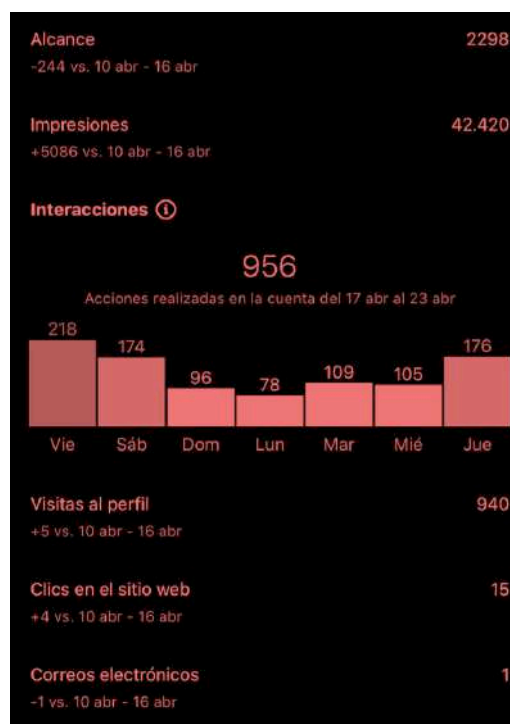 Alcance 2298
-244 vs. 10 abr - 16 abr
Impresiones 42.420
+5086 vs. 10 abr - 16 abr
Interacciones
956
Acciones realizadas en la cuenta del 17 abr al 23 abr
218 174 96 78 109 105 176
Vie Sáb Dom Lun Mar Mié Jue
Visitas al perfil 940
+5 vs. 10 abr - 16 abr
Clics en el sitio web 15
+4 vs. 10 abr - 16 abr
Correos electrónicos 1
-1 vs. 10 abr - 16 abr